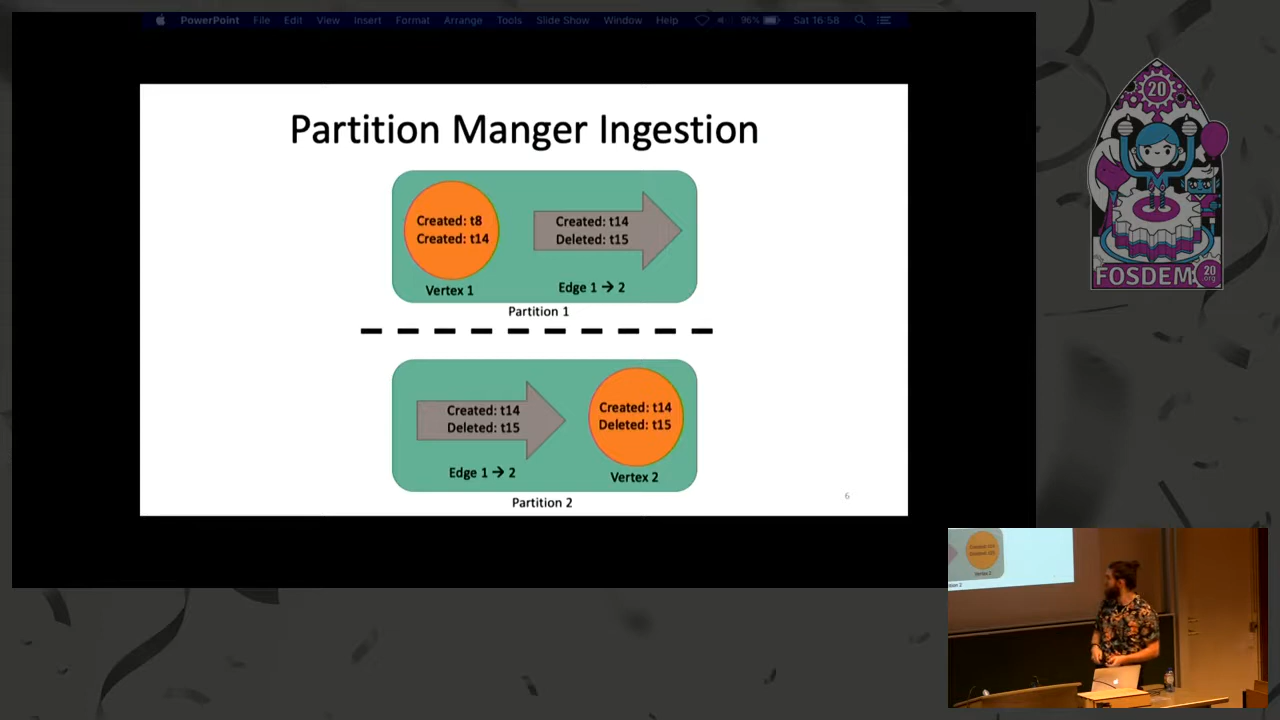 PowerPoint File Edit View Insert Format Arrange Tools Slide Show Window Help 96% Sat 16:58
Partition Manger Ingestion
Created: t8
Created: t14
Vertex 1
Created: t14
Deleted: t15
Edge 1 → 2
Partition 1
Created: t14
Deleted: t15
Edge 1 → 2
Created: t14
Deleted: t15
Vertex 2
Partition 2
6
20
FOSDEM 20
.org